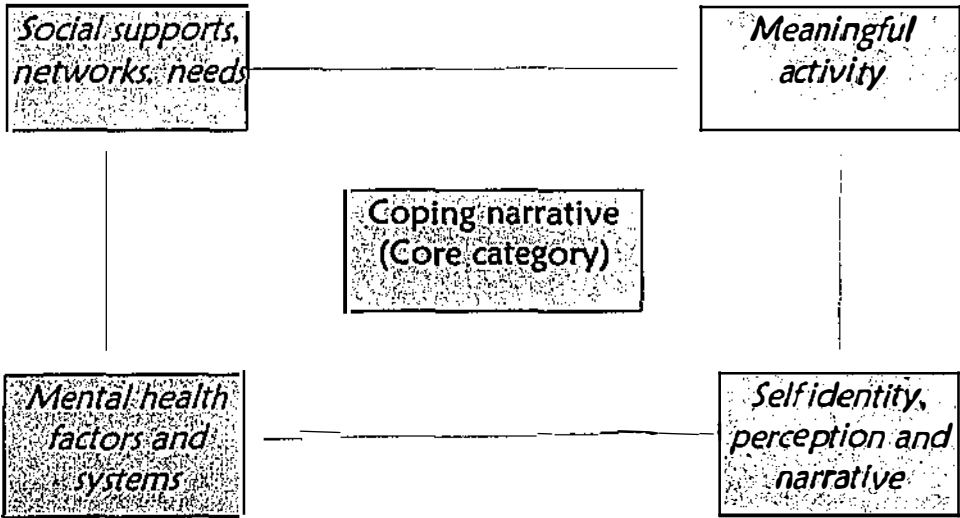 Social supports,
networks, needs
Meaningful
activity
Coping narrative
(Core category)
Mental health
factors and
systems
Self identity,
perception and
narrative